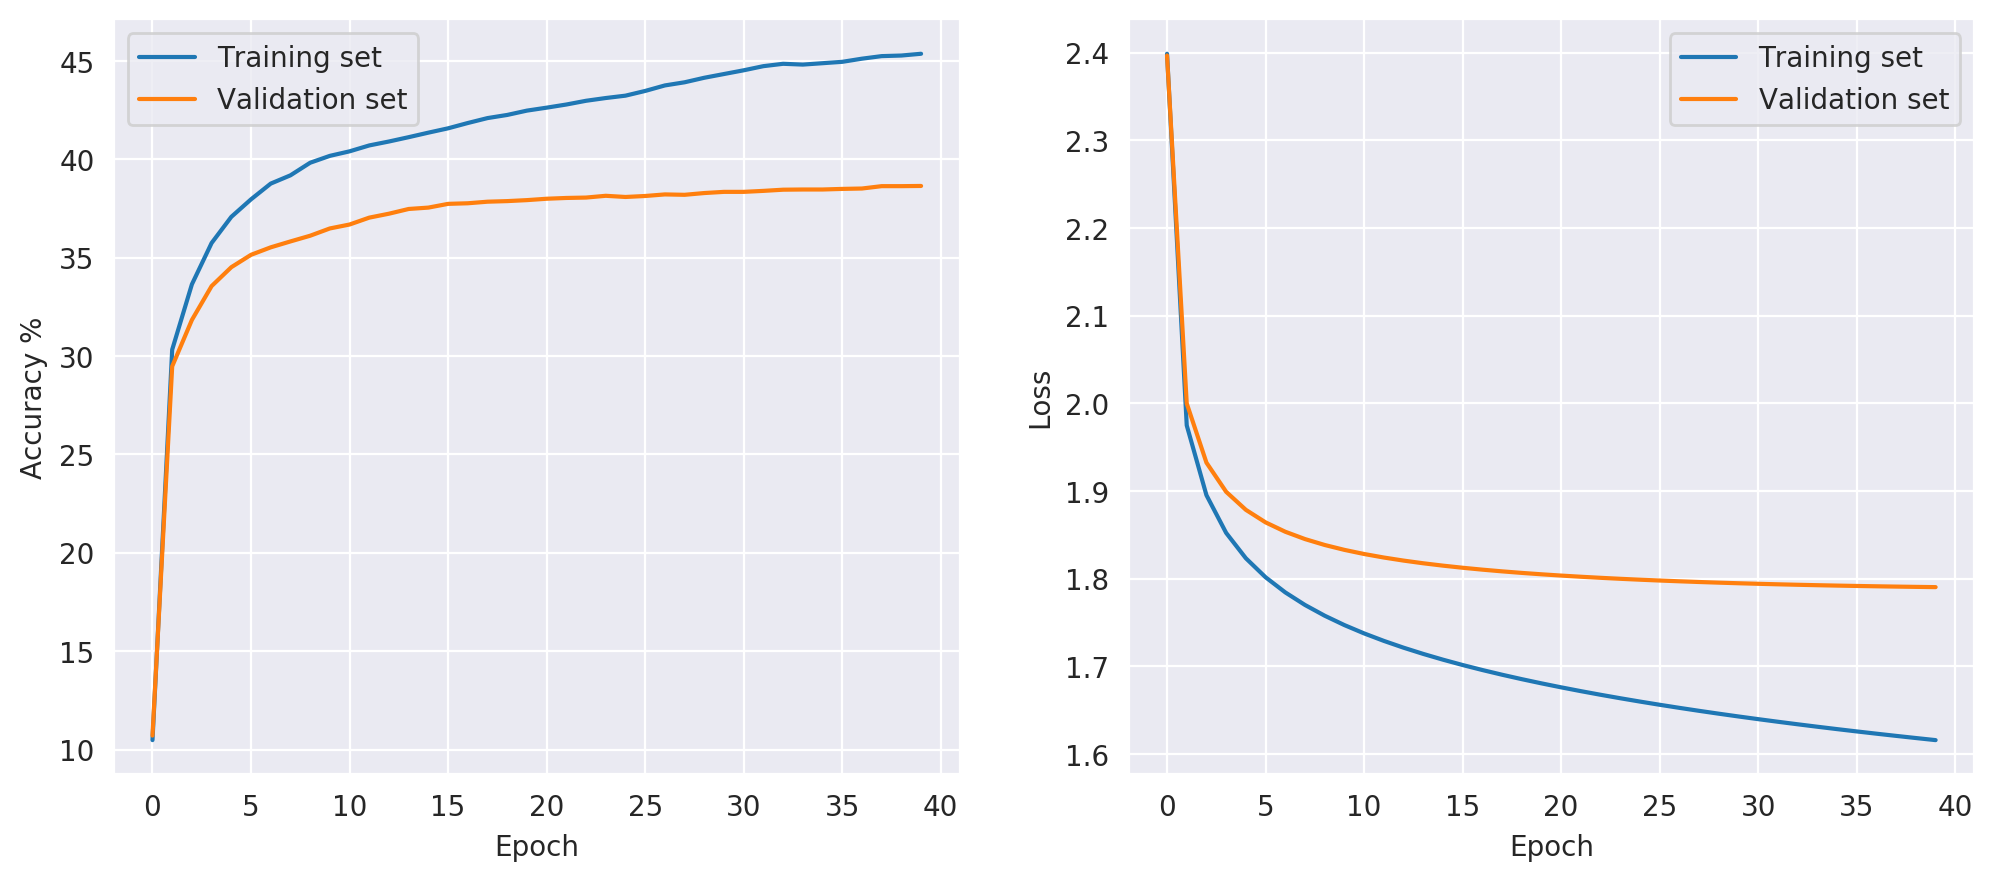 Training set
Validation set
45
40
35
30
25
20
15
10
Accuracy %
0 5 10 15 20 25 30 35 40
Epoch
Training set
Validation set
2.4
2.3
2.2
2.1
2.0
1.9
1.8
1.7
1.6
Loss
0 5 10 15 20 25 30 35 40
Epoch